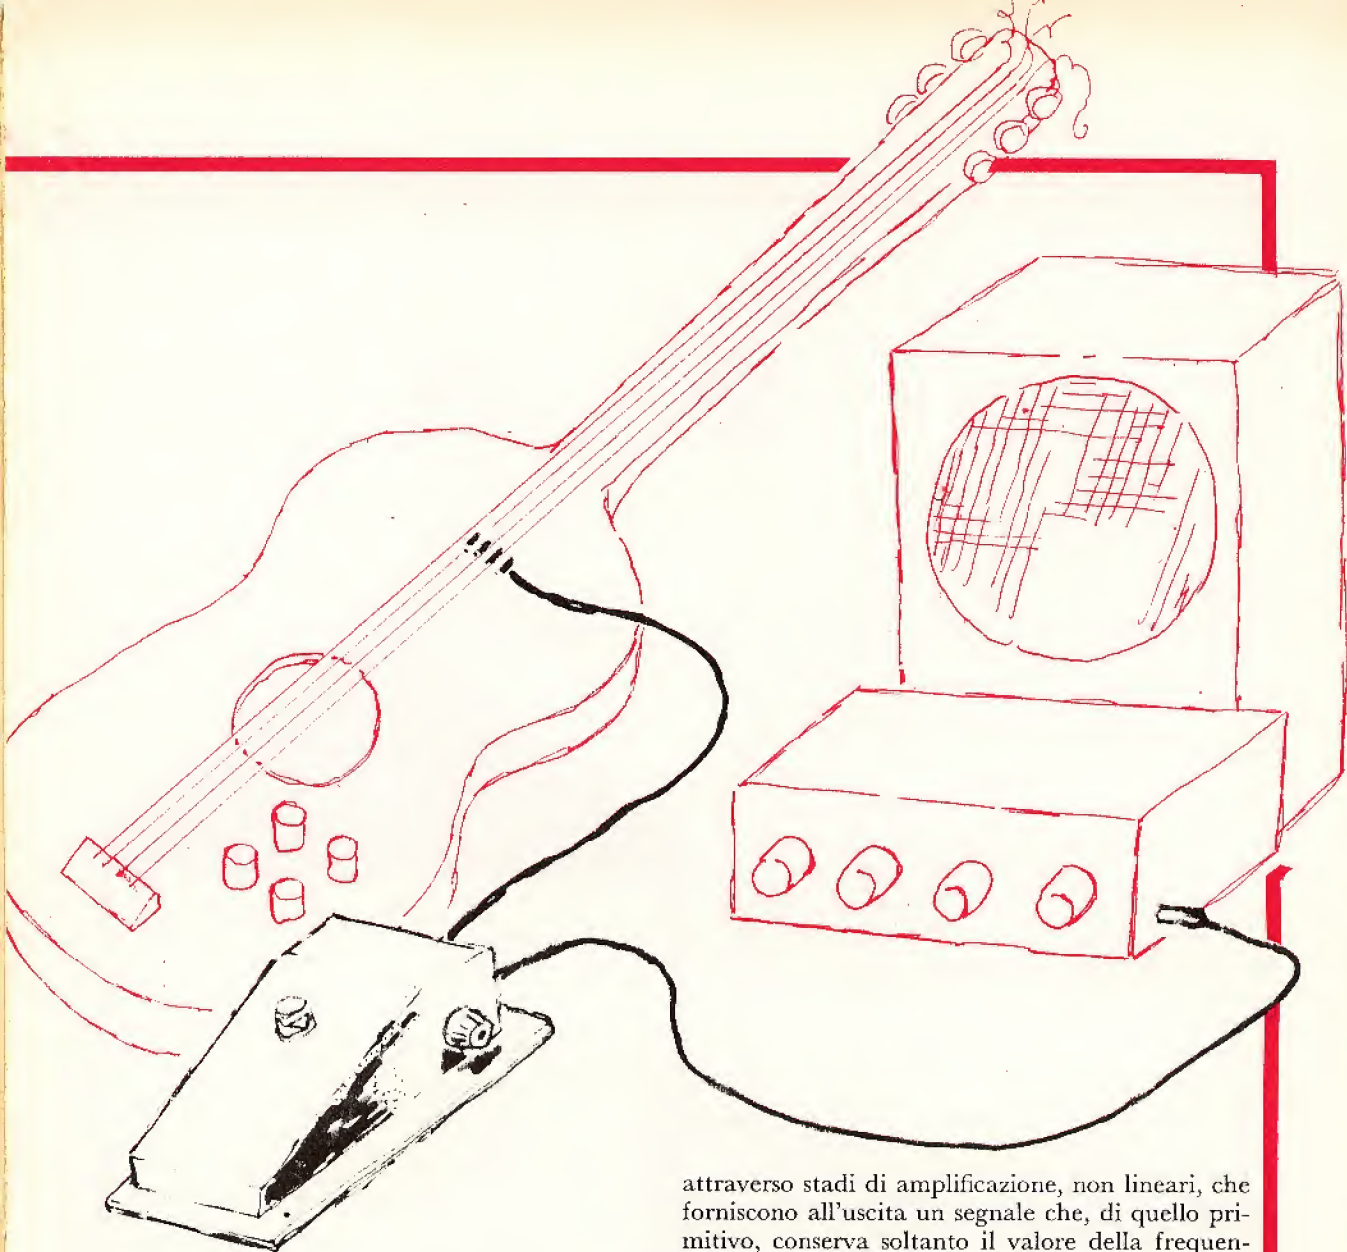 attraverso stadi di amplificazione, non lineari, che
forniscono all'uscita un segnale che, di quello pri-
mitivo, conserva soltanto il valore della frequen-